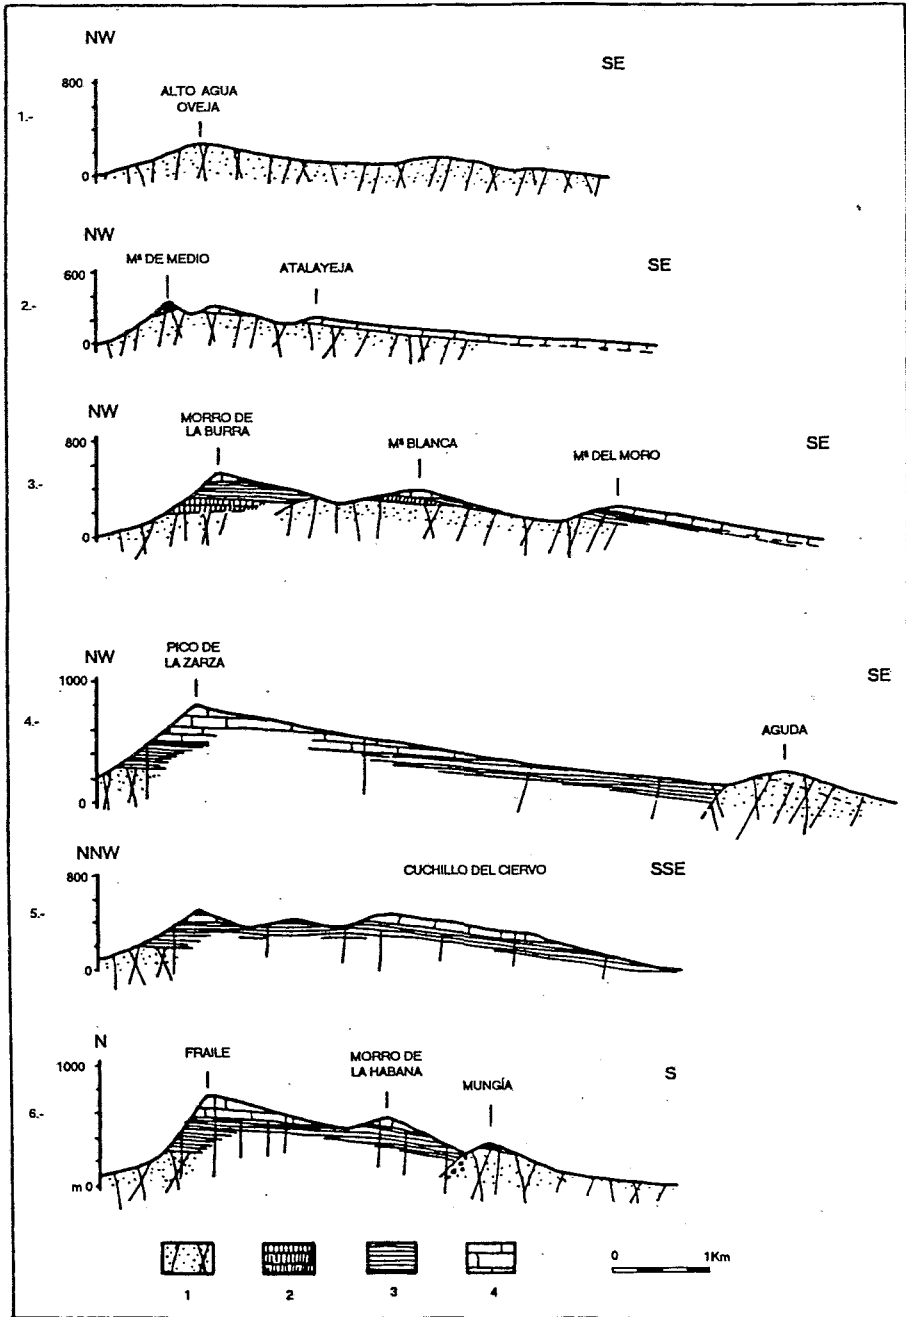 NW
SE
800
ALTO AGUA
OVEJA
1.-
0
NW
SE
Mª DE MEDIO
ATALAYEJA
600
2.-
0
NW
SE
MORRO DE
LA BURRA
Mª BLANCA
Mª DEL MORO
800
3.-
0
PICO DE
LA ZARZA
NW
SE
1000
4.-
AGUDA
0
NNW
SSE
CUCHILLO DEL CIERVO
800
5.-
0
N
S
FRAILE
MORRO DE
LA HABANA
MUNGÍA
1000
6.-
m 0
0 1Km
1 2 3 4